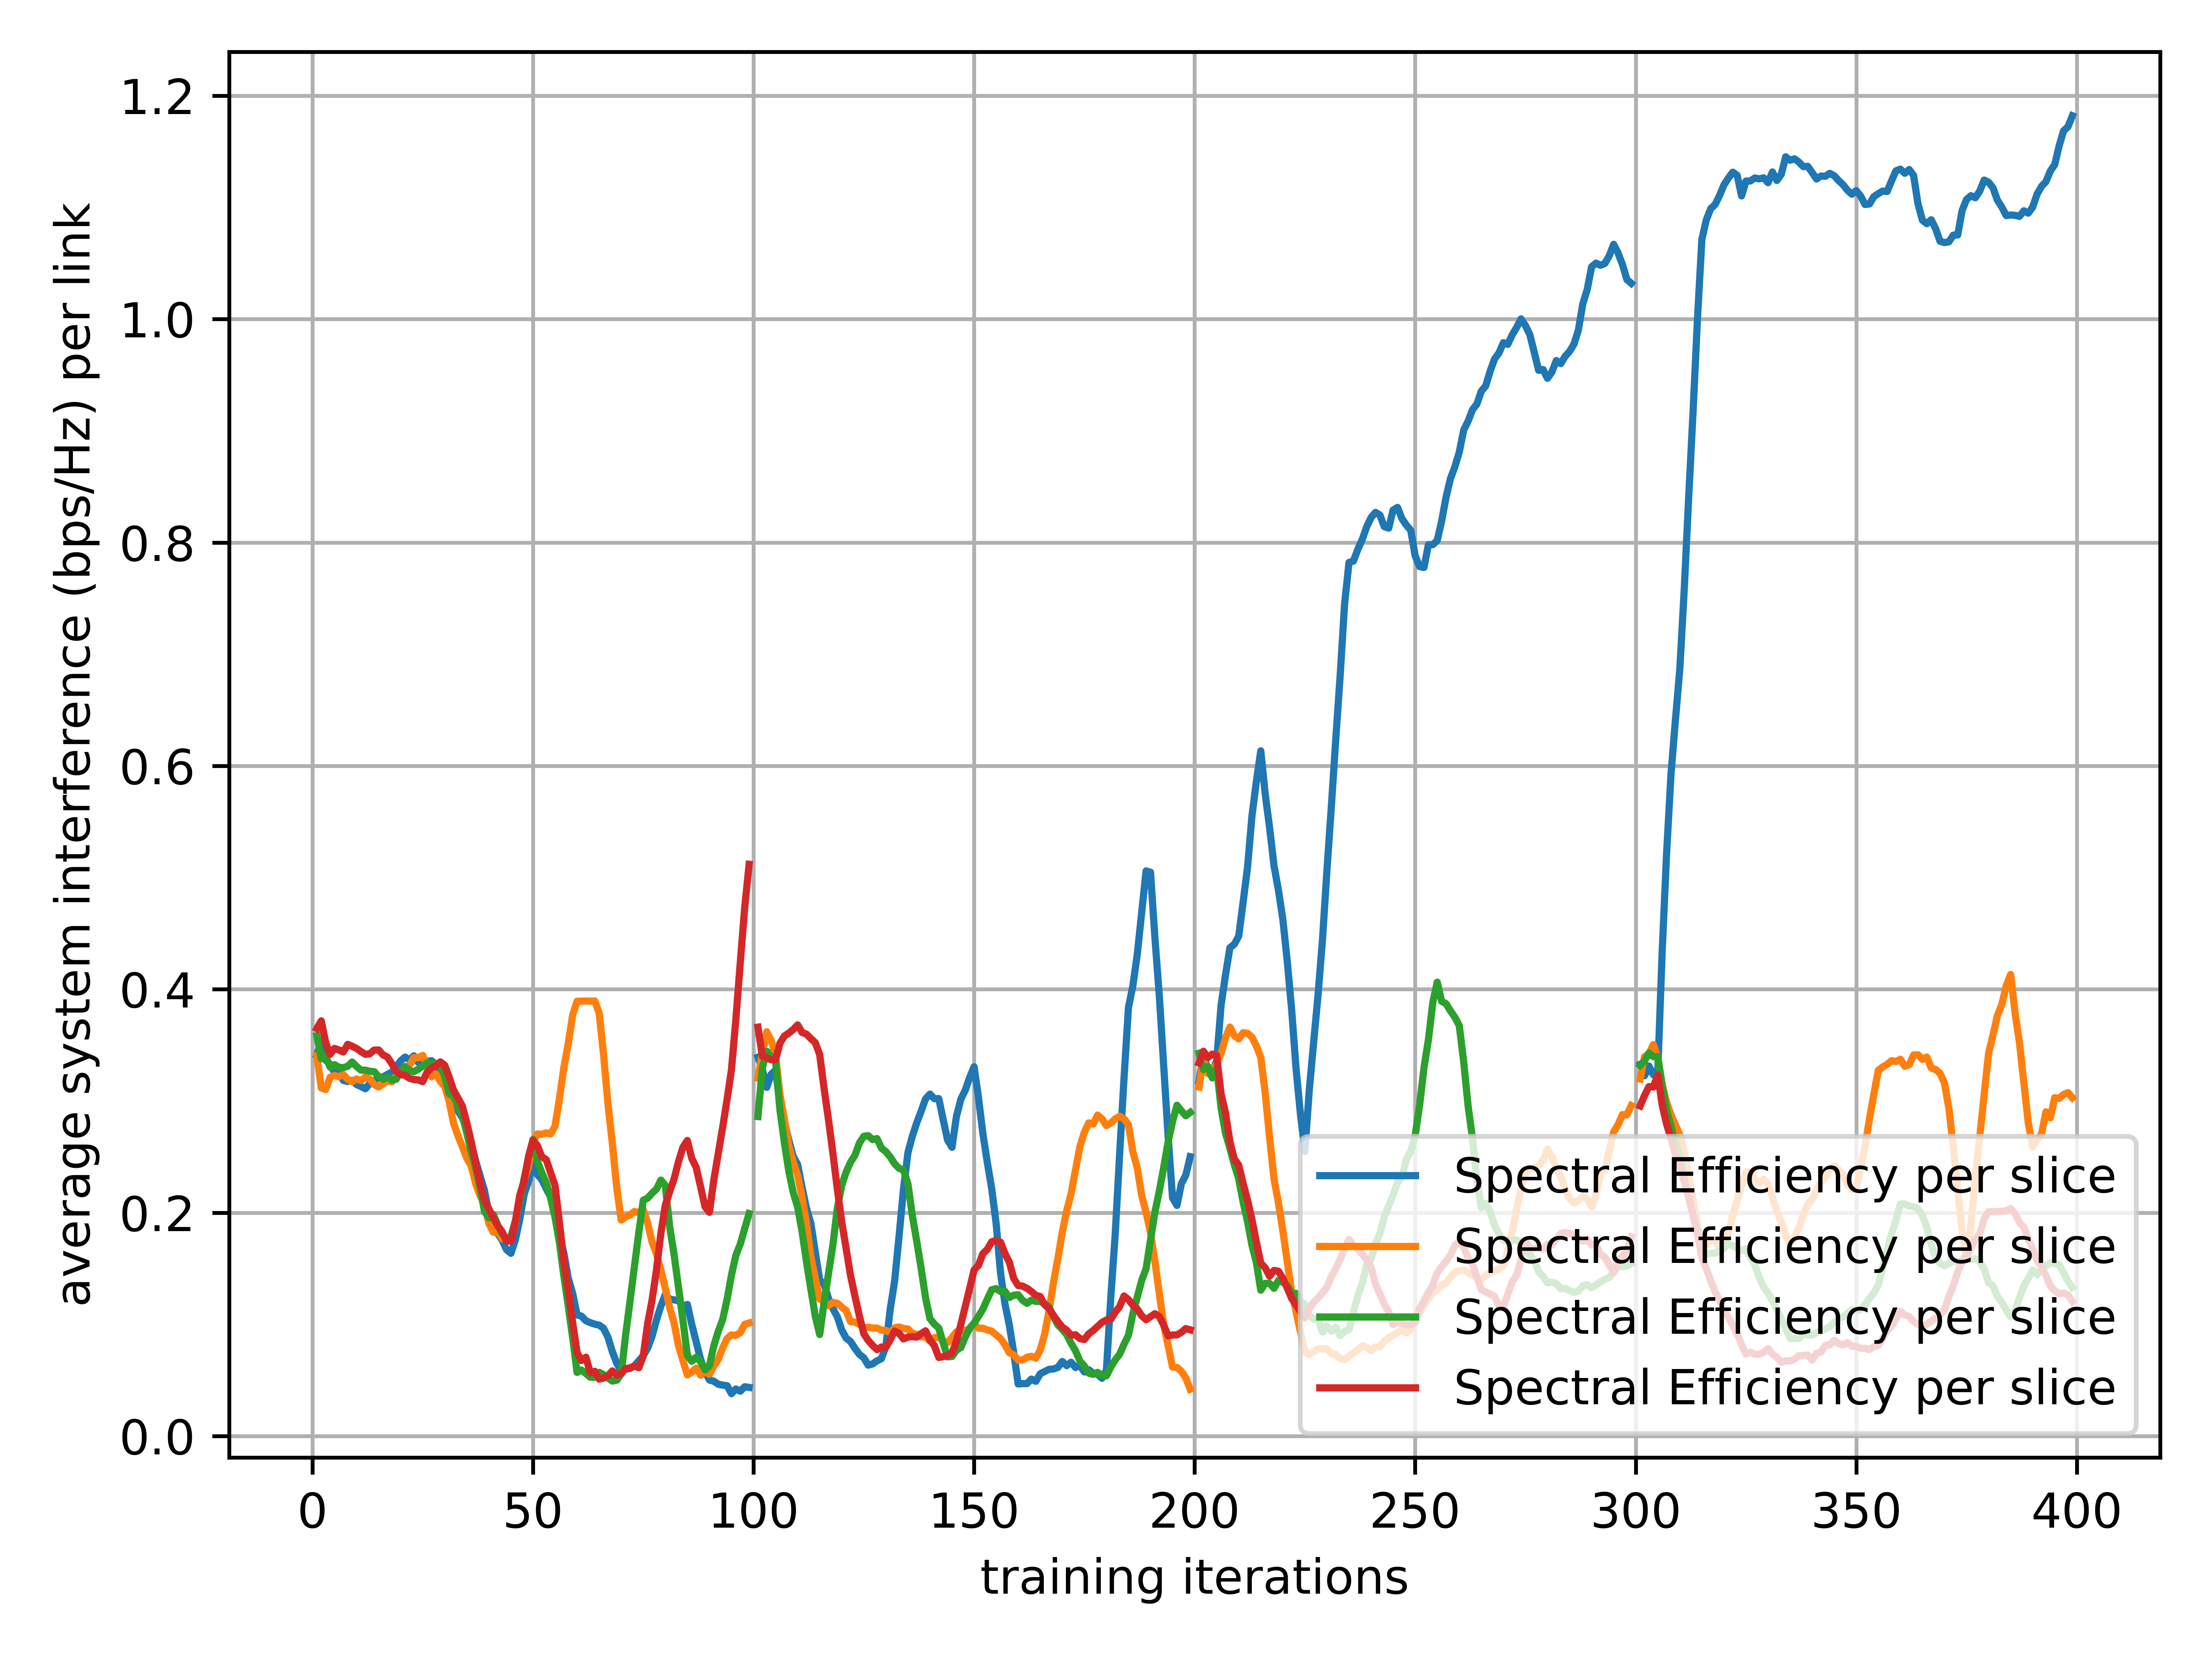 1.2
1.0
0.8
0.6
0.4
0.2
0.0
average system interference (bps/Hz) per link
Spectral Efficiency per slice
Spectral Efficiency per slice
Spectral Efficiency per slice
Spectral Efficiency per slice
0 50 100 150 200 250 300 350 400
training iterations